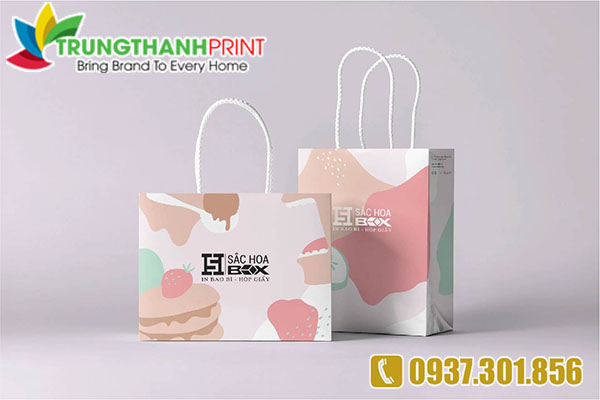 TRUNGTHANHPRINT
Bring Brand To Every Home
SẮC HOA
BOX
IN BAO BÌ - HỘP GIẤY
SẮC HOA
BOX
IN BAO BÌ - HỘP GIẤY
0937.301.856